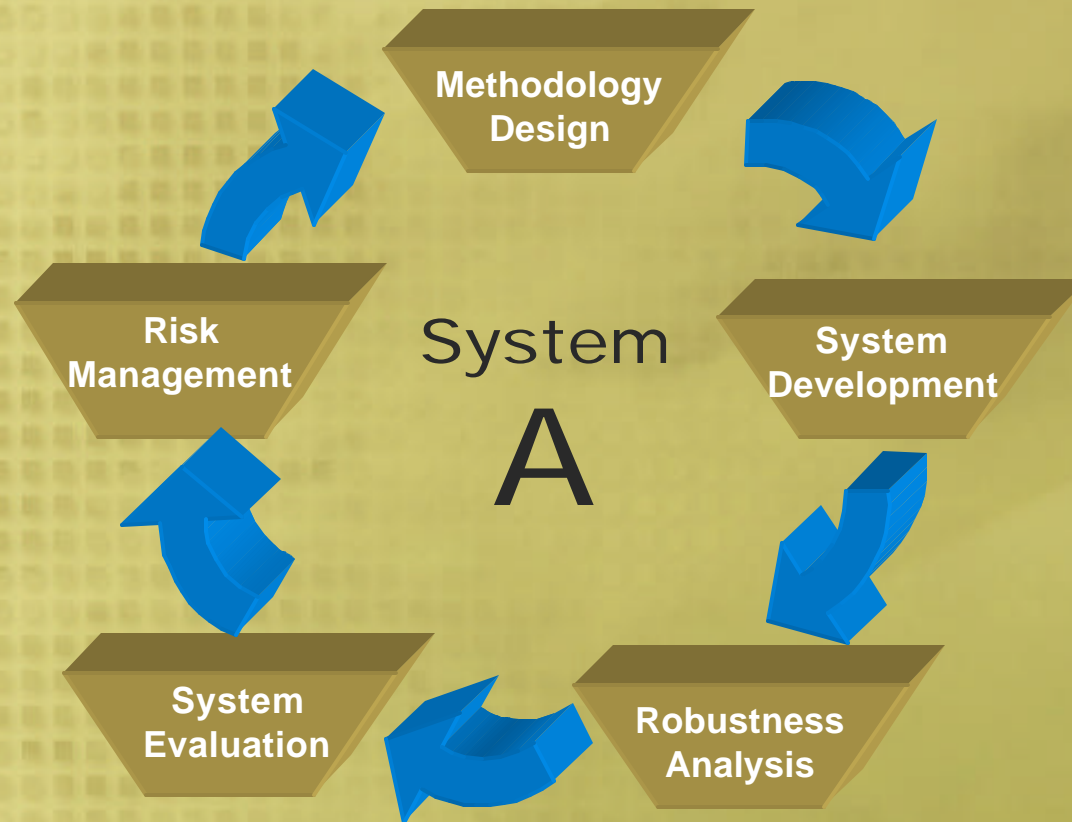 Methodology
Design
Risk
Management
System
A
System
Development
System
Evaluation
Robustness
Analysis